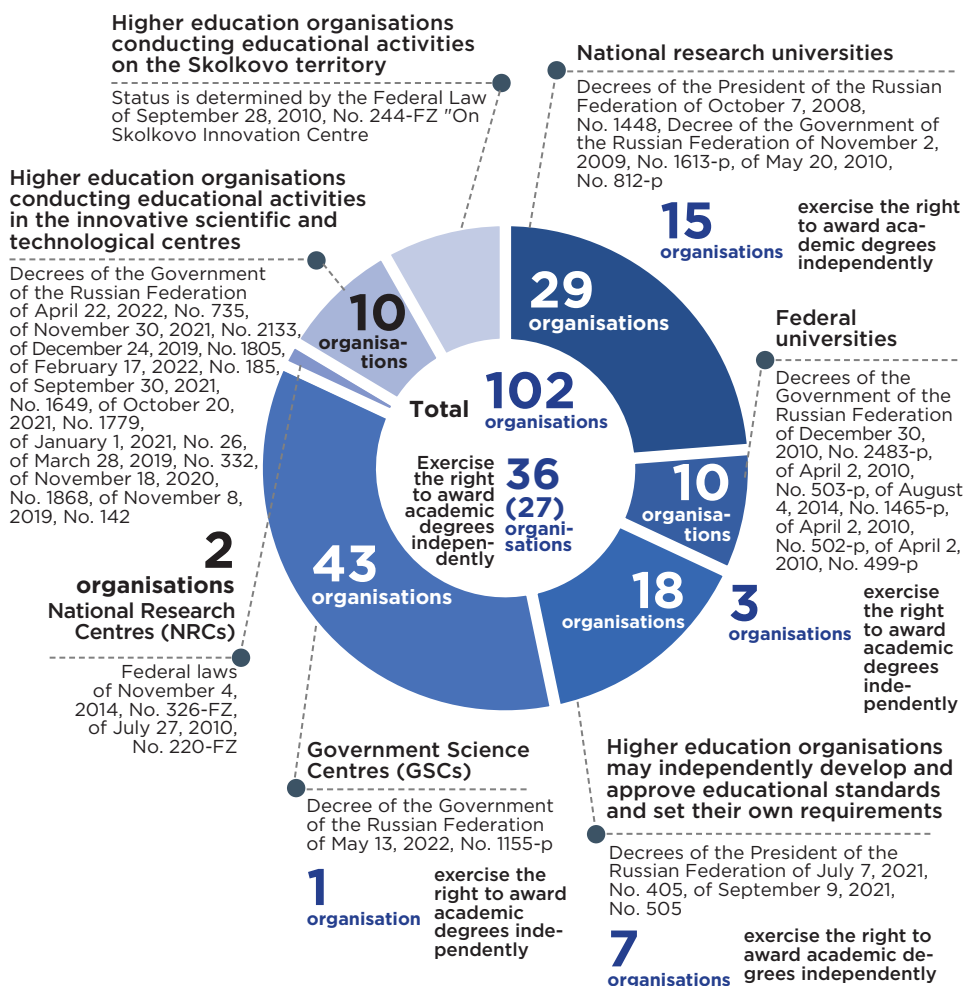 Higher education organisations
conducting educational activities
on the Skolkovo territory
Status is determined by the Federal Law
of September 28, 2010, No. 244-FZ "On
Skolkovo Innovation Centre
National research universities
Decrees of the President of the Russian
Federation of October 7, 2008,
No. 1448, Decree of the Government of
the Russian Federation of November 2,
2009, No. 1613-p, of May 20, 2010,
No. 812-p
15
organisations
exercise the right
to award aca-
demic degrees
independently
29
organisations
Higher education organisations
conducting educational activities
in the innovative scientific and
technological centres
Decrees of the Government
of the Russian Federation
of April 22, 2022, No. 735,
of November 30, 2021, No. 2133,
of December 24, 2019, No. 1805,
of February 17, 2022, No. 185,
of September 30, 2021,
No. 1649, of October 20,
2021, No. 1779,
of January 1, 2021, No. 26,
of March 28, 2019, No. 332,
of November 18, 2020,
No. 1868, of November 8,
2019, No. 142
10
organisa-
tions
Federal
universities
Decrees of the
Government of the
Russian Federation
of December 30,
2010, No. 2483-p,
of April 2, 2010,
No. 503-p, of August
4, 2014, No. 1465-p,
of April 2, 2010,
No. 502-p, of April 2,
2010, No. 499-p
10
organisa-
tions
3
organisations
exercise
the right
to award
academic
degrees
inde-
pendently
Total
102
organisations
Exercise
the right
to award
academic
degrees
indepen-
dently
36
(27)
organi-
sations
2
organisations
National Research
Centres (NRCs)
Federal laws
of November 4,
2014, No. 326-FZ,
of July 27, 2010,
No. 220-FZ
43
organisations
18
organisations
Government Science
Centres (GSCs)
Decree of the Government
of the Russian Federation
of May 13, 2022, No. 1155-p
1
organisation
exercise the
right to award
academic
degrees inde-
pendently
Higher education organisations
may independently develop and
approve educational standards
and set their own requirements
Decrees of the President of the
Russian Federation of July 7, 2021,
No. 405, of September 9, 2021,
No. 505
7
organisations
exercise the right to
award academic de-
grees independently